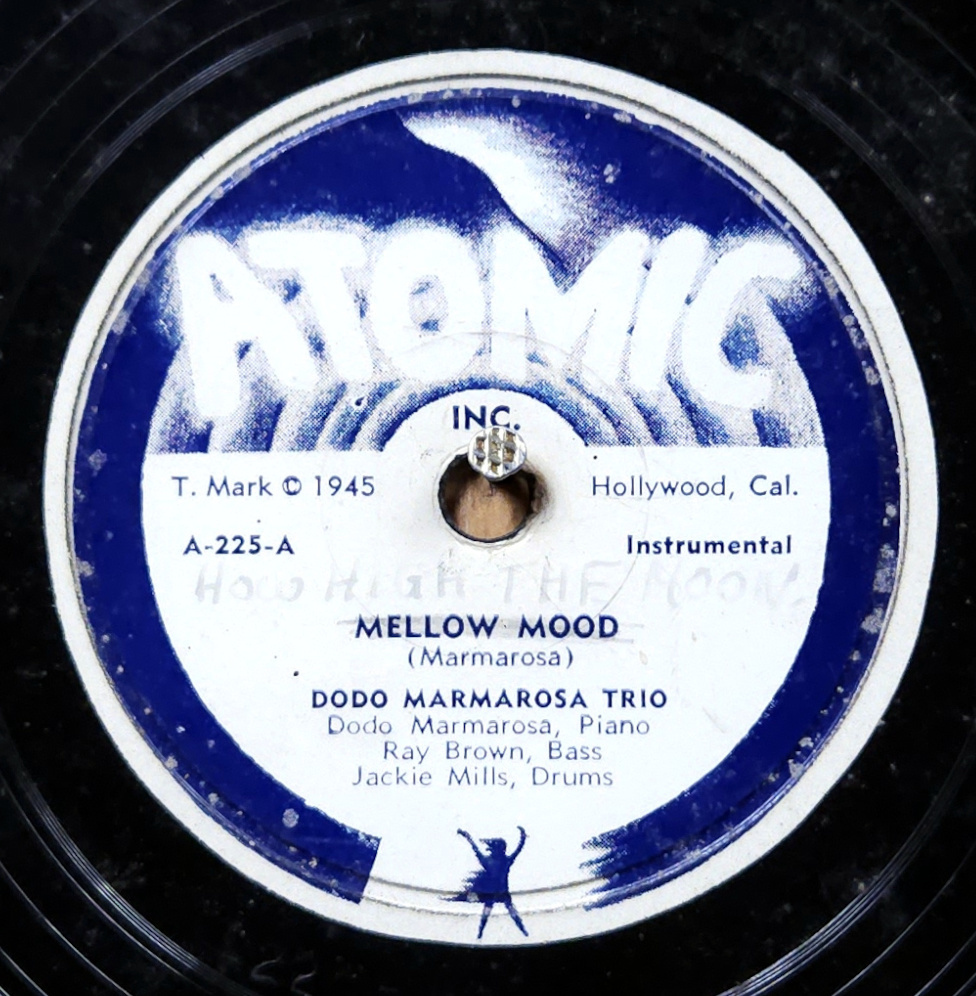 ATOMIC
INC.
T. Mark © 1945
Hollywood, Cal.
A-225-A
Instrumental
HOW HIGH THE MOON
MELLOW MOOD
(Marmarosa)
DODO MARMAROSA TRIO
Dodo Marmarosa, Piano
Ray Brown, Bass
Jackie Mills, Drums